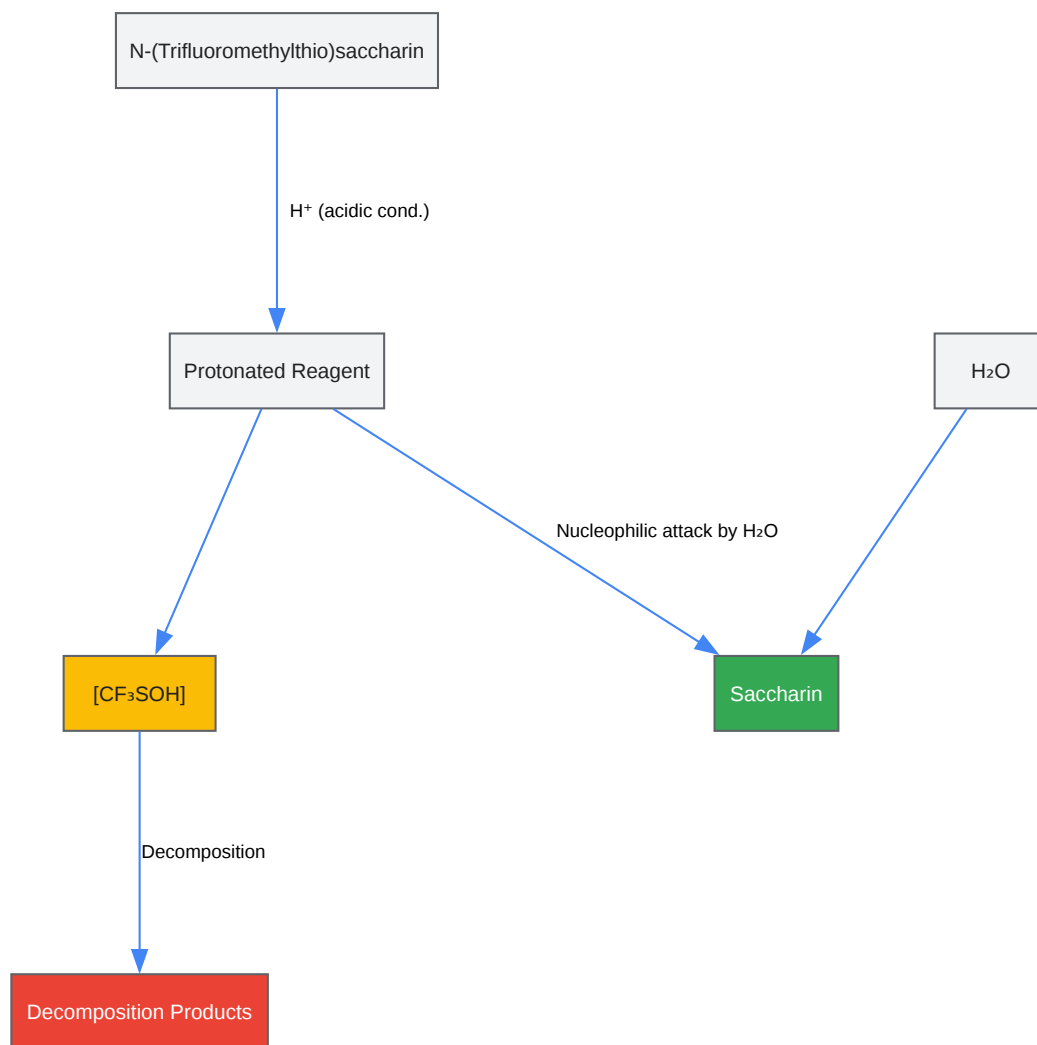 N-(Trifluoromethylthio)saccharin
H⁺ (acidic cond.)
Protonated Reagent
H₂O
Nucleophilic attack by H₂O
[CF₃SOH]
Saccharin
Decomposition
Decomposition Products